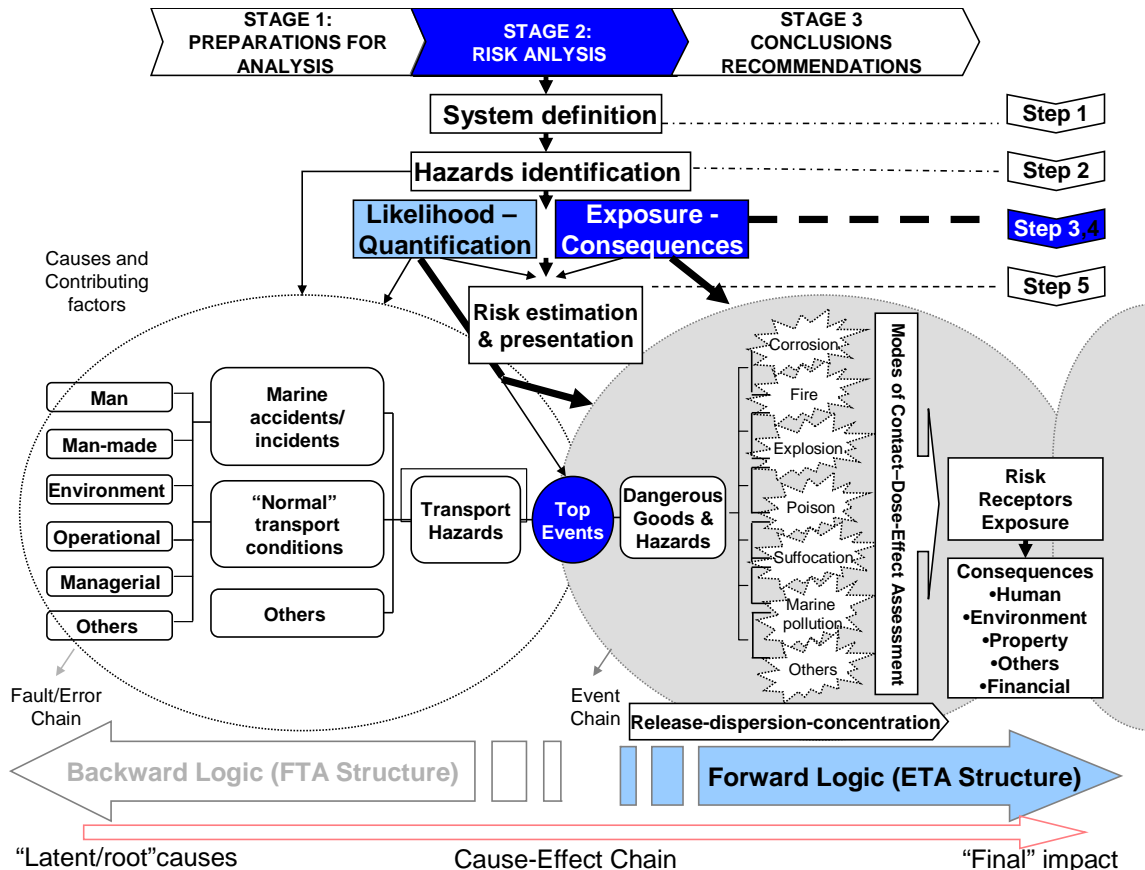 STAGE 1:
PREPARATIONS FOR
ANALYSIS
STAGE 2:
RISK ANLYSIS
STAGE 3
CONCLUSIONS
RECOMMENDATIONS
System definition
Step 1
Hazards identification
Step 2
Likelihood –
Quantification
Exposure -
Consequences
Step 3,4
Causes and
Contributing
factors
Step 5
Risk estimation
& presentation
Man
Man-made
Environment
Operational
Managerial
Others
Marine
accidents/
incidents
“Normal”
transport
conditions
Others
Transport
Hazards
Top
Events
Dangerous
Goods &
Hazards
Corrosion
Fire
Explosion
Poison
Suffocation
Marine
pollution
Others
Modes of Contact–Dose-Effect Assessment
Risk
Receptors
Exposure
Consequences
•Human
•Environment
•Property
•Others
•Financial
Fault/Error
Chain
Event
Chain
Release-dispersion-concentration
Backward Logic (FTA Structure)
Forward Logic (ETA Structure)
“Latent/root”causes
Cause-Effect Chain
“Final” impact